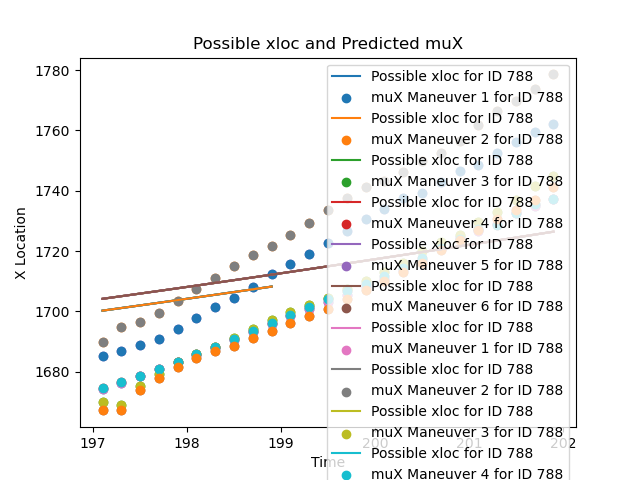 Possible xloc and Predicted muX
X Location
1780
1760
1740
1720
1700
1680
197
198
199
200
201
202
Time
Possible xloc for ID 788
muX Maneuver 1 for ID 788
Possible xloc for ID 788
muX Maneuver 2 for ID 788
Possible xloc for ID 788
muX Maneuver 3 for ID 788
Possible xloc for ID 788
muX Maneuver 4 for ID 788
Possible xloc for ID 788
muX Maneuver 5 for ID 788
Possible xloc for ID 788
muX Maneuver 6 for ID 788
Possible xloc for ID 788
muX Maneuver 1 for ID 788
Possible xloc for ID 788
muX Maneuver 2 for ID 788
Possible xloc for ID 788
muX Maneuver 3 for ID 788
Possible xloc for ID 788
muX Maneuver 4 for ID 788